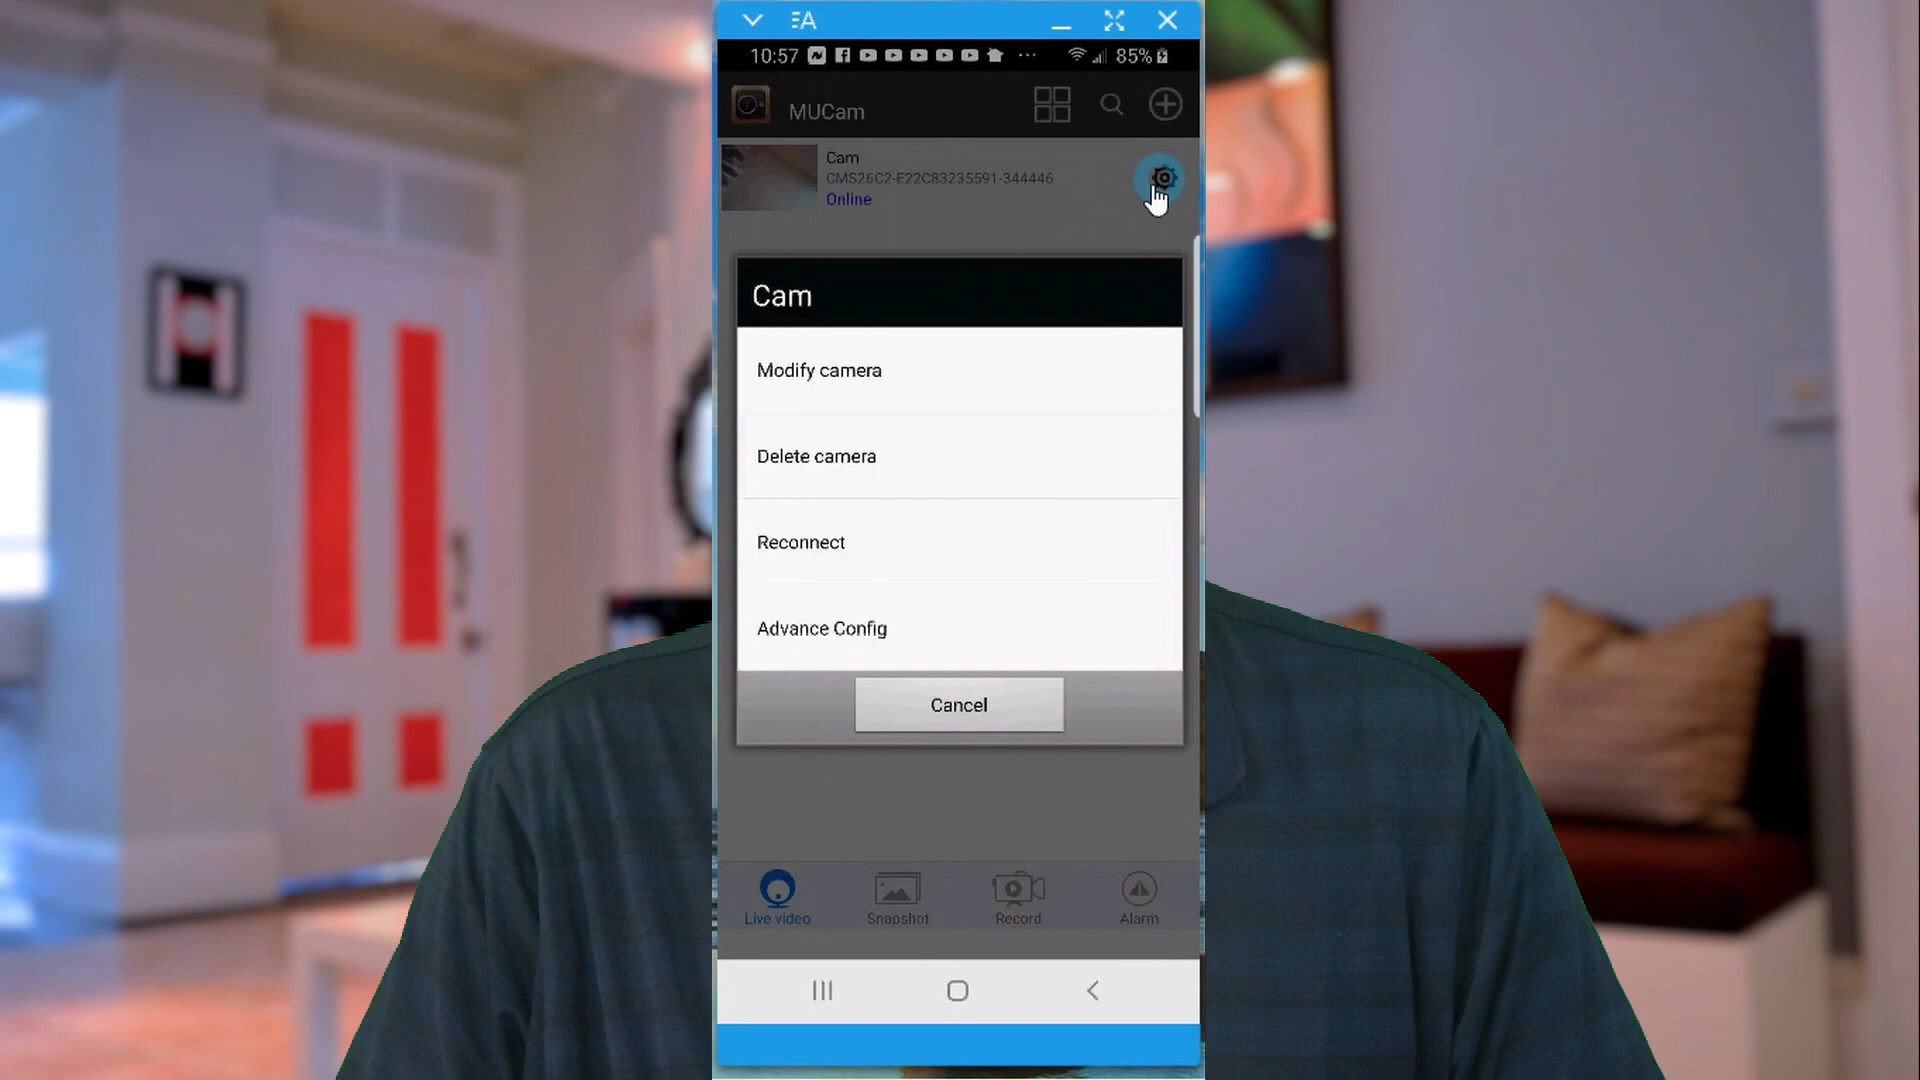 ΞA
10:57 ... 85%
MUCam
Cam
CMS26C2-E22C83235591-344446
Online
Cam
Modify camera
Delete camera
Reconnect
Advance Config
Cancel
Live video Snapshot Record Alarm